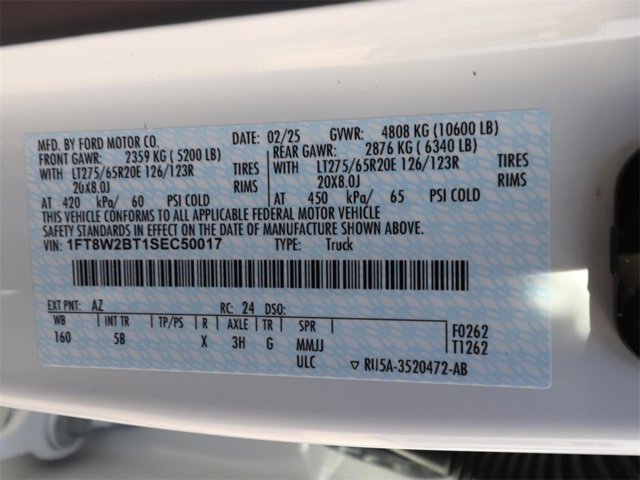 MFD. BY FORD MOTOR CO. DATE: 02/25 GVWR: 4808 KG (10600 LB)
FRONT GAWR: 2359 KG ( 5200 LB) REAR GAWR: 2876 KG ( 6340 LB)
WITH LT275/65R20E 126/123R TIRES WITH LT275/65R20E 126/123R TIRES
20X8.0J RIMS 20X8.0J RIMS
AT 420 kPa/ 60 PSI COLD AT 450 kPa/ 65 PSI COLD
THIS VEHICLE CONFORMS TO ALL APPLICABLE FEDERAL MOTOR VEHICLE
SAFETY STANDARDS IN EFFECT ON THE DATE OF MANUFACTURE SHOWN ABOVE.
VIN: 1FT8W2BT1SEC50017 TYPE: Truck
EXT PNT: AZ RC: 24 DSO:
WB INT TR TP/PS R AXLE TR SPR F0262
160 5B X 3H G MMJJ T1262
ULC ▽ RU5A-3520472-AB